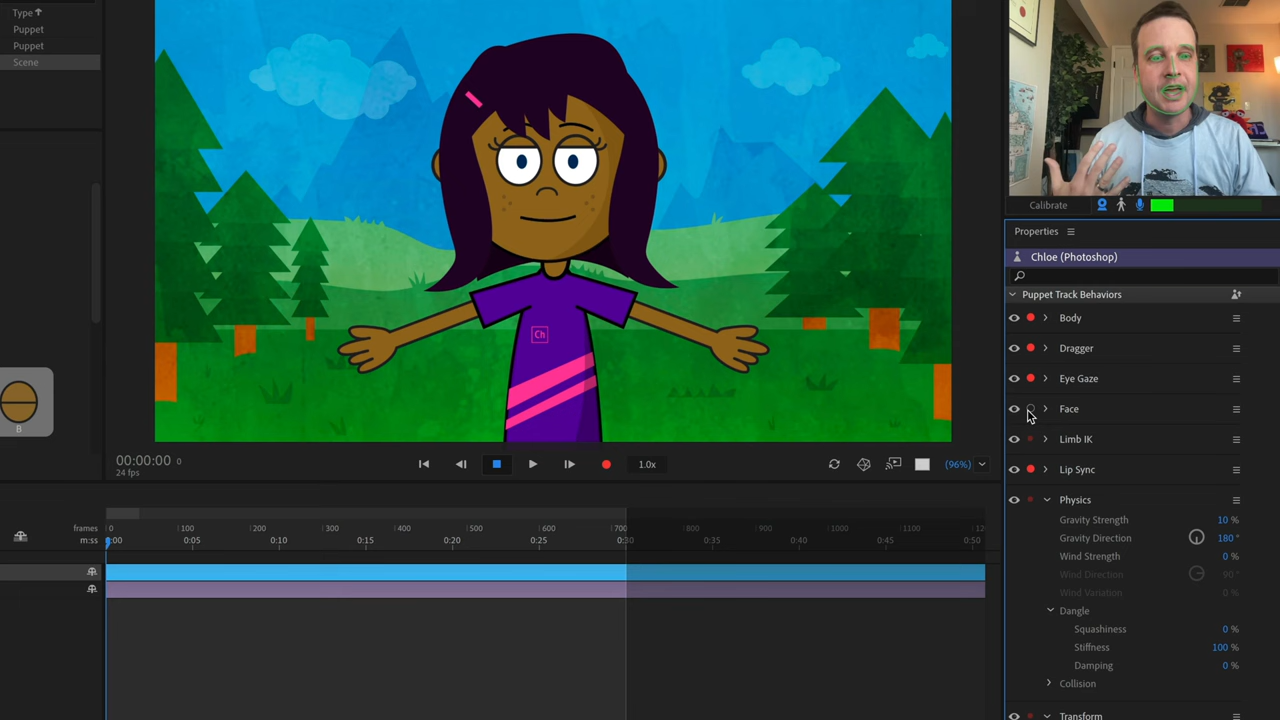 Type
Puppet
Puppet
Scene
B
Ch
Calibrate
Properties
Chloe (Photoshop)
Puppet Track Behaviors
Body
Dragger
Eye Gaze
Face
Limb IK
Lip Sync
Physics
Gravity Strength 10 %
Gravity Direction 180 °
Wind Strength 0 %
Wind Direction 90 °
Wind Variation 0 %
Dangle
Squashiness 0 %
Stiffness 100 %
Damping 0 %
Collision
Transform
00:00:00 0
24 fps
1.0x
(96%)
frames 0 100 200 300 400 500 600 700 800 900 1000 1100
m:ss 0:00 0:05 0:10 0:15 0:20 0:25 0:30 0:35 0:40 0:45 0:50